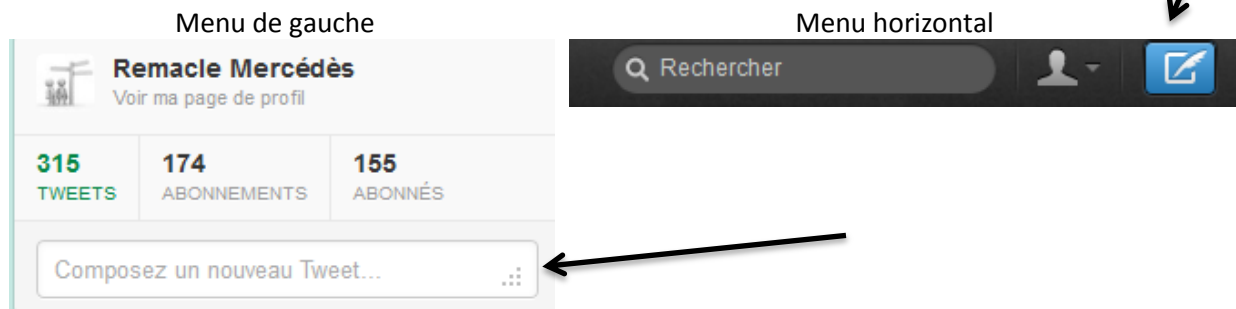 Menu de gauche
Menu horizontal
Remacle Mercédès
Voir ma page de profil
Rechercher
315
TWEETS
174
ABONNEMENTS
155
ABONNÉS
Composez un nouveau Tweet...